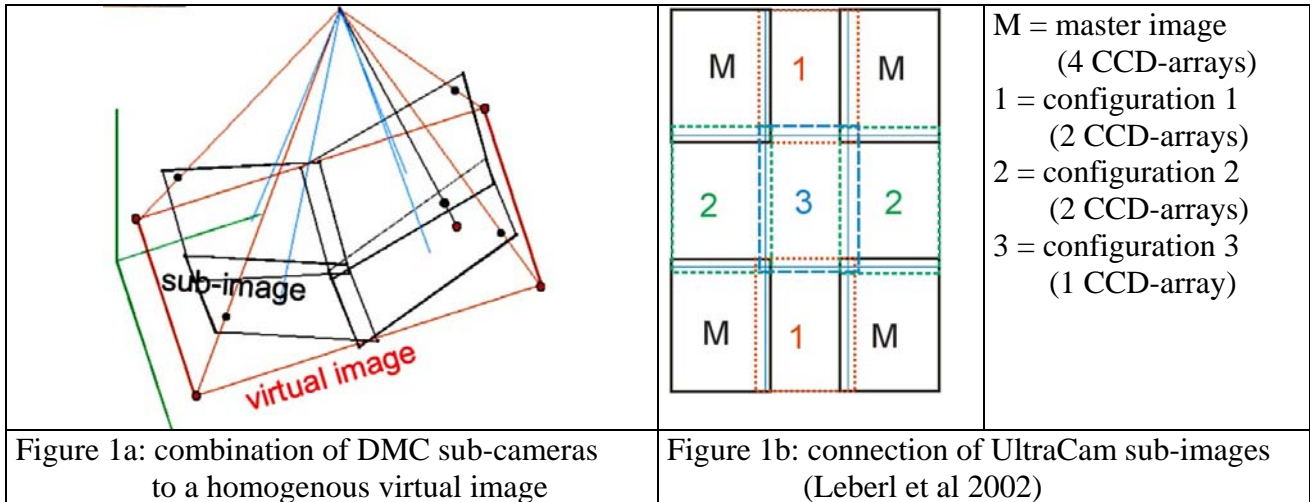 sub-image
virtual image
M 1 M
2 3 2
M 1 M
M = master image
(4 CCD-arrays)
1 = configuration 1
(2 CCD-arrays)
2 = configuration 2
(2 CCD-arrays)
3 = configuration 3
(1 CCD-array)
Figure 1a: combination of DMC sub-cameras
to a homogenous virtual image
Figure 1b: connection of UltraCam sub-images
(Leberl et al 2002)